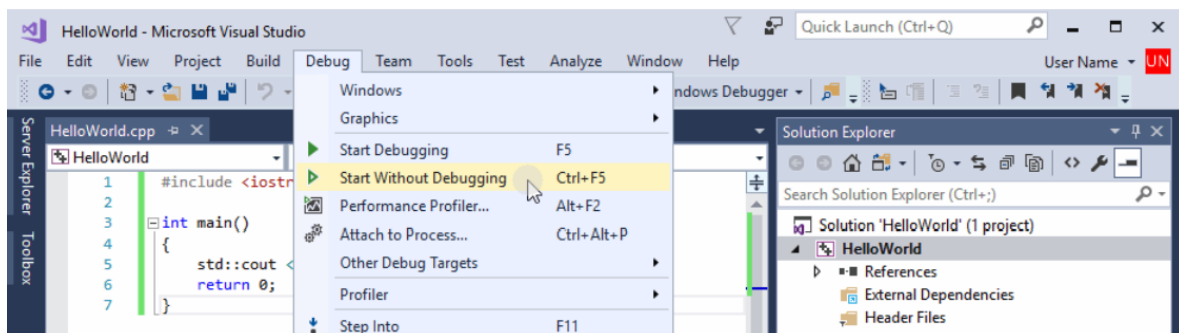 HelloWorld - Microsoft Visual Studio
Quick Launch (Ctrl+Q)
File Edit View Project Build Debug Team Tools Test Analyze Window Help
User Name UN
Windows
ndows Debugger
Graphics
Server Explorer
Toolbox
HelloWorld.cpp
HelloWorld
Start Debugging F5
Start Without Debugging Ctrl+F5
Performance Profiler... Alt+F2
Attach to Process... Ctrl+Alt+P
Other Debug Targets
Profiler
Step Into F11
1 #include <iostr
2
3 int main()
4 {
5 std::cout <
6 return 0;
7 }
Solution Explorer
Search Solution Explorer (Ctrl+;)
Solution 'HelloWorld' (1 project)
HelloWorld
References
External Dependencies
Header Files